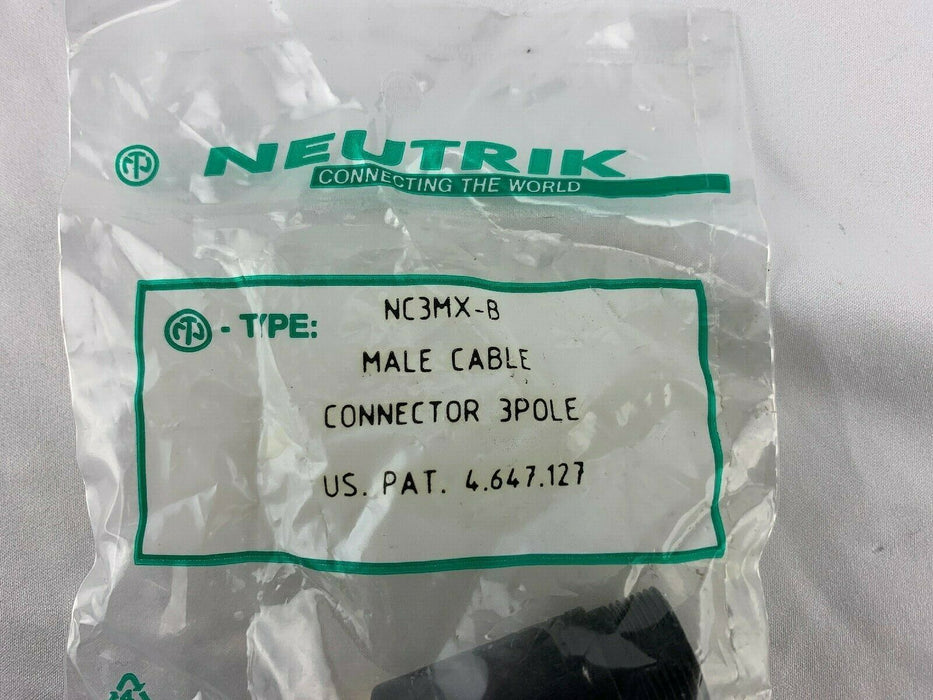 NEUTRIK
CONNECTING THE WORLD
- TYPE: NC3MX-B
MALE CABLE
CONNECTOR 3POLE
US. PAT. 4.647.127